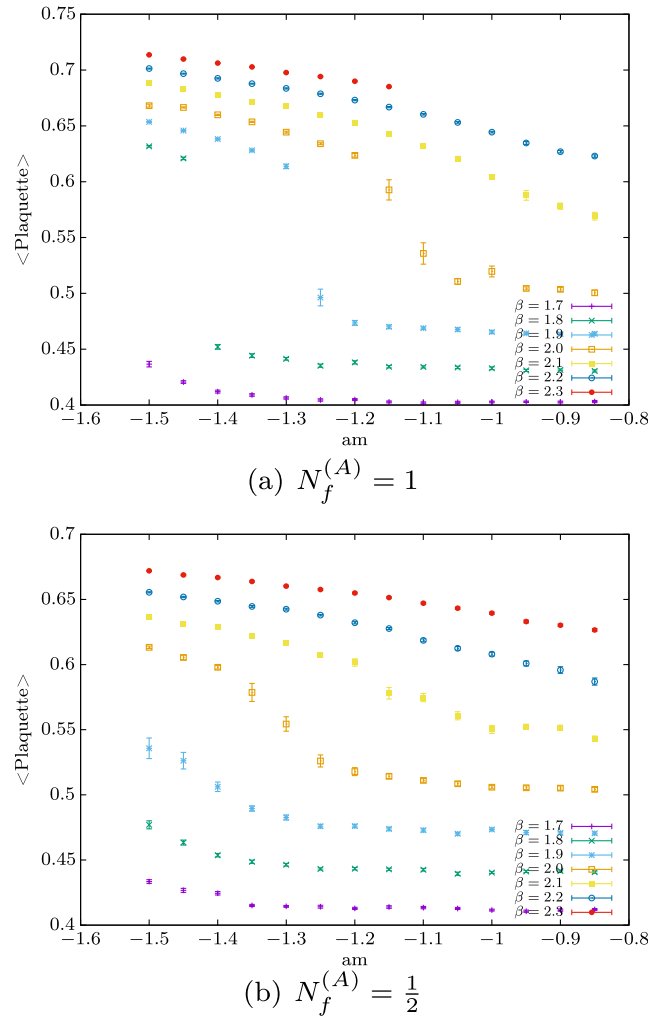 0.75
0.7
0.65
0.6
0.55
0.5
0.45
0.4
<Plaquette>
β = 1.7
β = 1.8
β = 1.9
β = 2.0
β = 2.1
β = 2.2
β = 2.3
−1.6 −1.5 −1.4 −1.3 −1.2 −1.1 −1 −0.9 −0.8
am
(a) N_f^{(A)} = 1
0.7
0.65
0.6
0.55
0.5
0.45
0.4
<Plaquette>
β = 1.7
β = 1.8
β = 1.9
β = 2.0
β = 2.1
β = 2.2
β = 2.3
−1.6 −1.5 −1.4 −1.3 −1.2 −1.1 −1 −0.9 −0.8
am
(b) N_f^{(A)} = 1/2